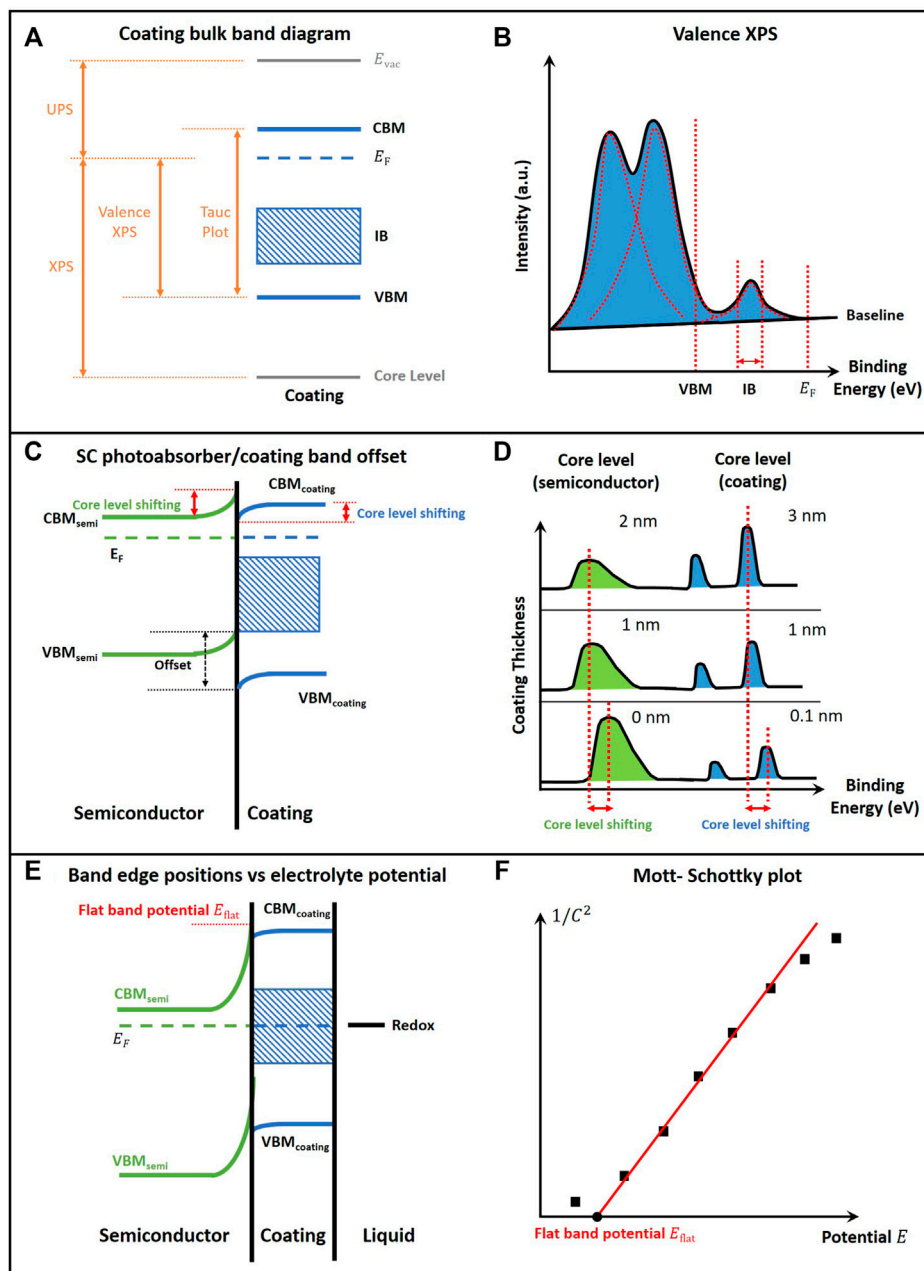 A
Coating bulk band diagram
E_vac
UPS
CBM
E_F
Valence
XPS
Tauc
Plot
IB
XPS
VBM
Core Level
Coating
B
Valence XPS
Intensity (a.u.)
Baseline
VBM
IB
E_F
Binding
Energy (eV)
C
SC photoabsorber/coating band offset
CBM_coating
Core level shifting
CBM_semi
Core level shifting
E_F
VBM_semi
Offset
VBM_coating
Semiconductor
Coating
D
Core level
(semiconductor)
Core level
(coating)
2 nm
3 nm
Coating Thickness
1 nm
1 nm
0 nm
0.1 nm
Binding
Energy (eV)
Core level shifting
Core level shifting
E
Band edge positions vs electrolyte potential
Flat band potential E_flat
CBM_coating
CBM_semi
E_F
Redox
VBM_coating
VBM_semi
Semiconductor
Coating
Liquid
F
Mott- Schottky plot
1/C²
Flat band potential E_flat
Potential E